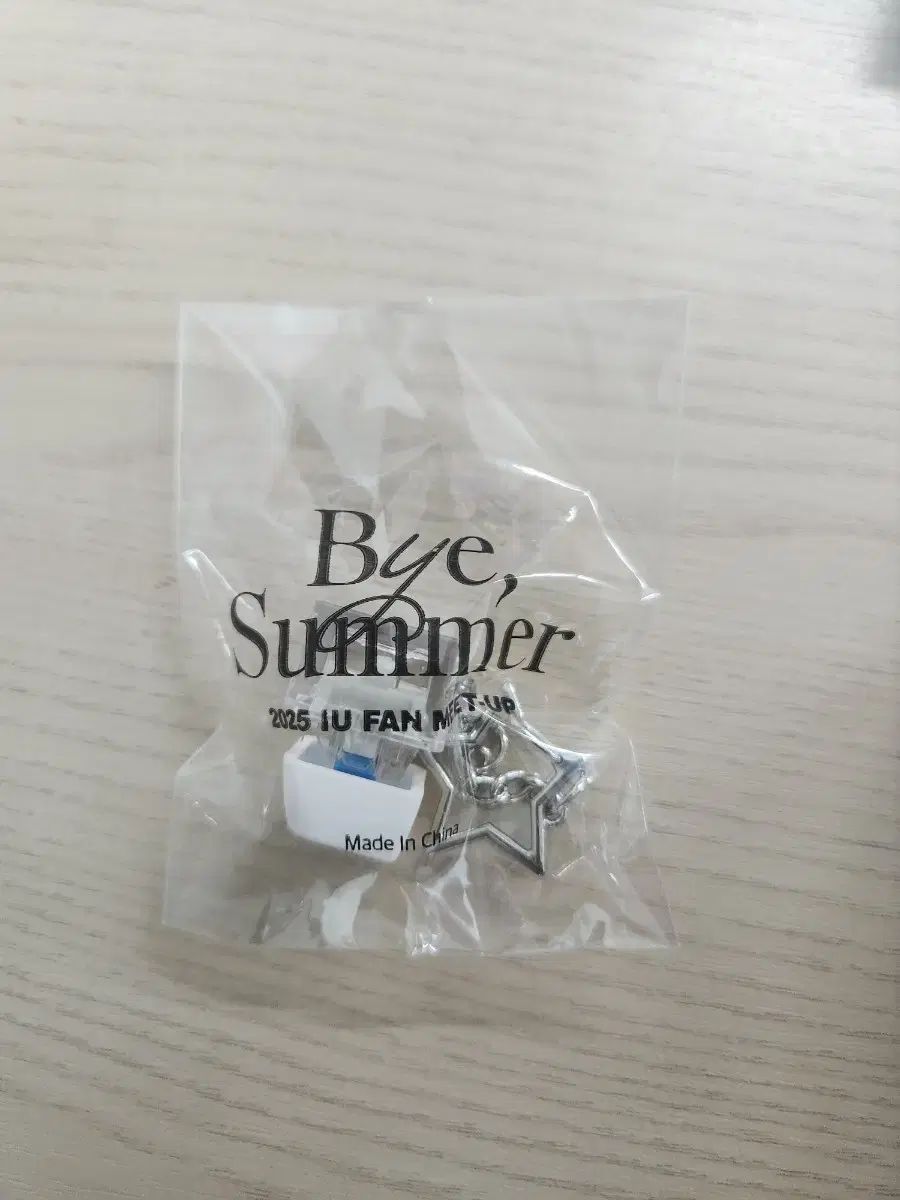 Bye,
Summer
2025 IU FAN MEET-UP
Made In China